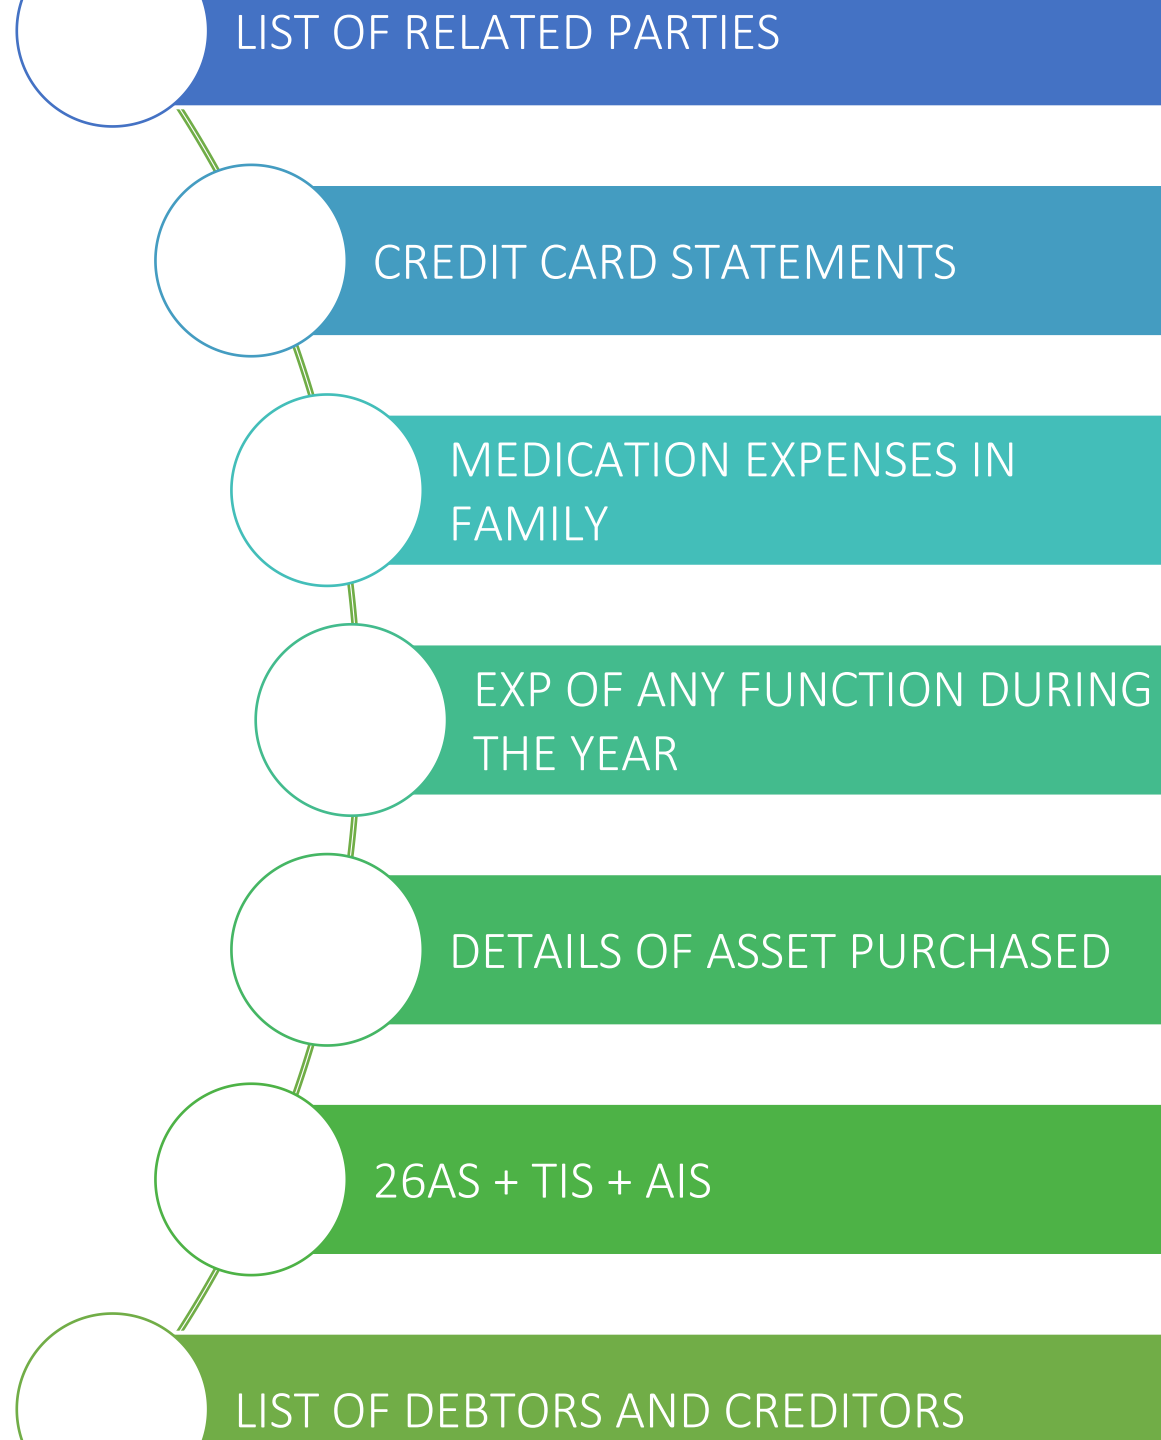 LIST OF RELATED PARTIES
CREDIT CARD STATEMENTS
MEDICATION EXPENSES IN
FAMILY
EXP OF ANY FUNCTION DURING
THE YEAR
DETAILS OF ASSET PURCHASED
26AS + TIS + AIS
LIST OF DEBTORS AND CREDITORS